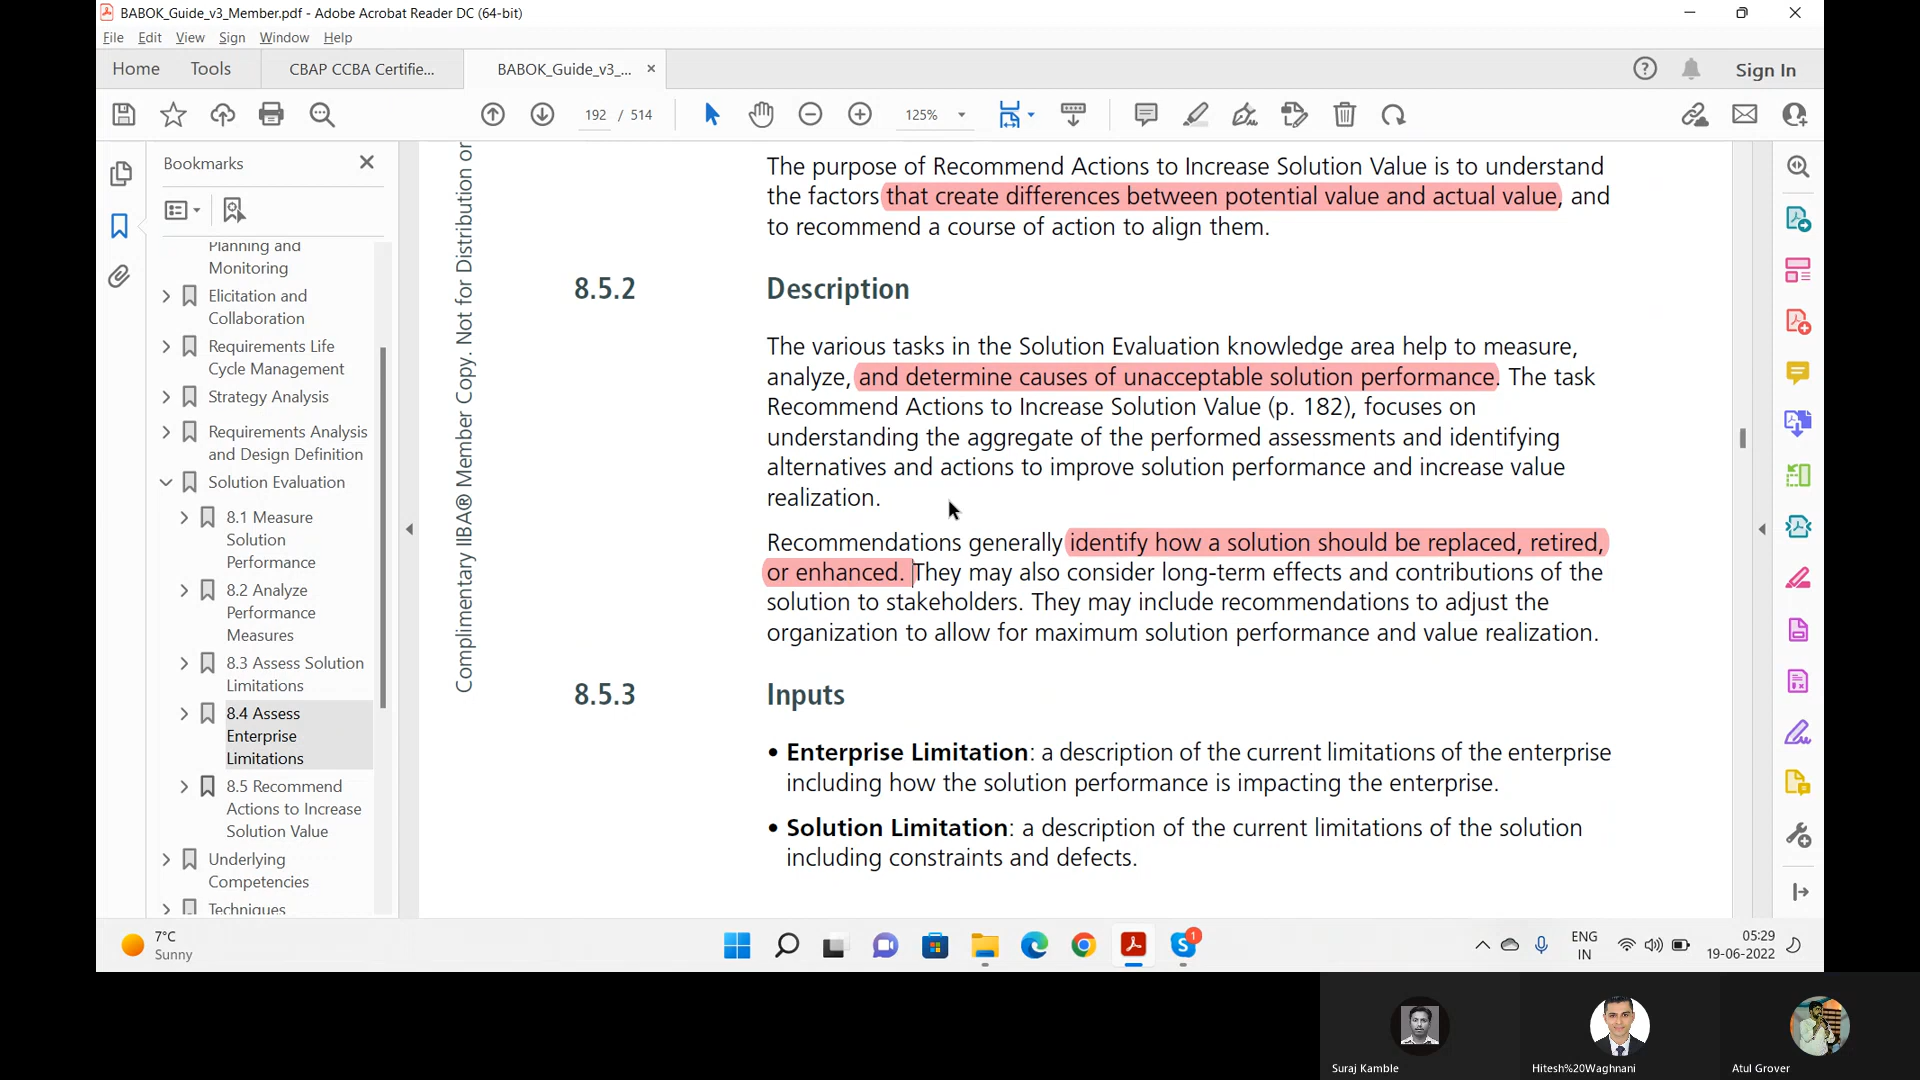 BABOK_Guide_v3_Member.pdf - Adobe Acrobat Reader DC (64-bit)
File Edit View Sign Window Help
Home Tools CBAP CCBA Certifie... BABOK_Guide_v3_... Sign In
192 / 514 125%
Bookmarks
Planning and
Monitoring
Elicitation and
Collaboration
Requirements Life
Cycle Management
Strategy Analysis
Requirements Analysis
and Design Definition
Solution Evaluation
8.1 Measure
Solution
Performance
8.2 Analyze
Performance
Measures
8.3 Assess Solution
Limitations
8.4 Assess
Enterprise
Limitations
8.5 Recommend
Actions to Increase
Solution Value
Underlying
Competencies
Techniques
Complimentary IIBA® Member Copy. Not for Distribution or
The purpose of Recommend Actions to Increase Solution Value is to understand
the factors that create differences between potential value and actual value, and
to recommend a course of action to align them.
8.5.2 Description
The various tasks in the Solution Evaluation knowledge area help to measure,
analyze, and determine causes of unacceptable solution performance. The task
Recommend Actions to Increase Solution Value (p. 182), focuses on
understanding the aggregate of the performed assessments and identifying
alternatives and actions to improve solution performance and increase value
realization.
Recommendations generally identify how a solution should be replaced, retired,
or enhanced. They may also consider long-term effects and contributions of the
solution to stakeholders. They may include recommendations to adjust the
organization to allow for maximum solution performance and value realization.
8.5.3 Inputs
• Enterprise Limitation: a description of the current limitations of the enterprise
including how the solution performance is impacting the enterprise.
• Solution Limitation: a description of the current limitations of the solution
including constraints and defects.
7°C
Sunny
1
ENG
IN
05:29
19-06-2022
Suraj Kamble Hitesh%20Waghnani Atul Grover